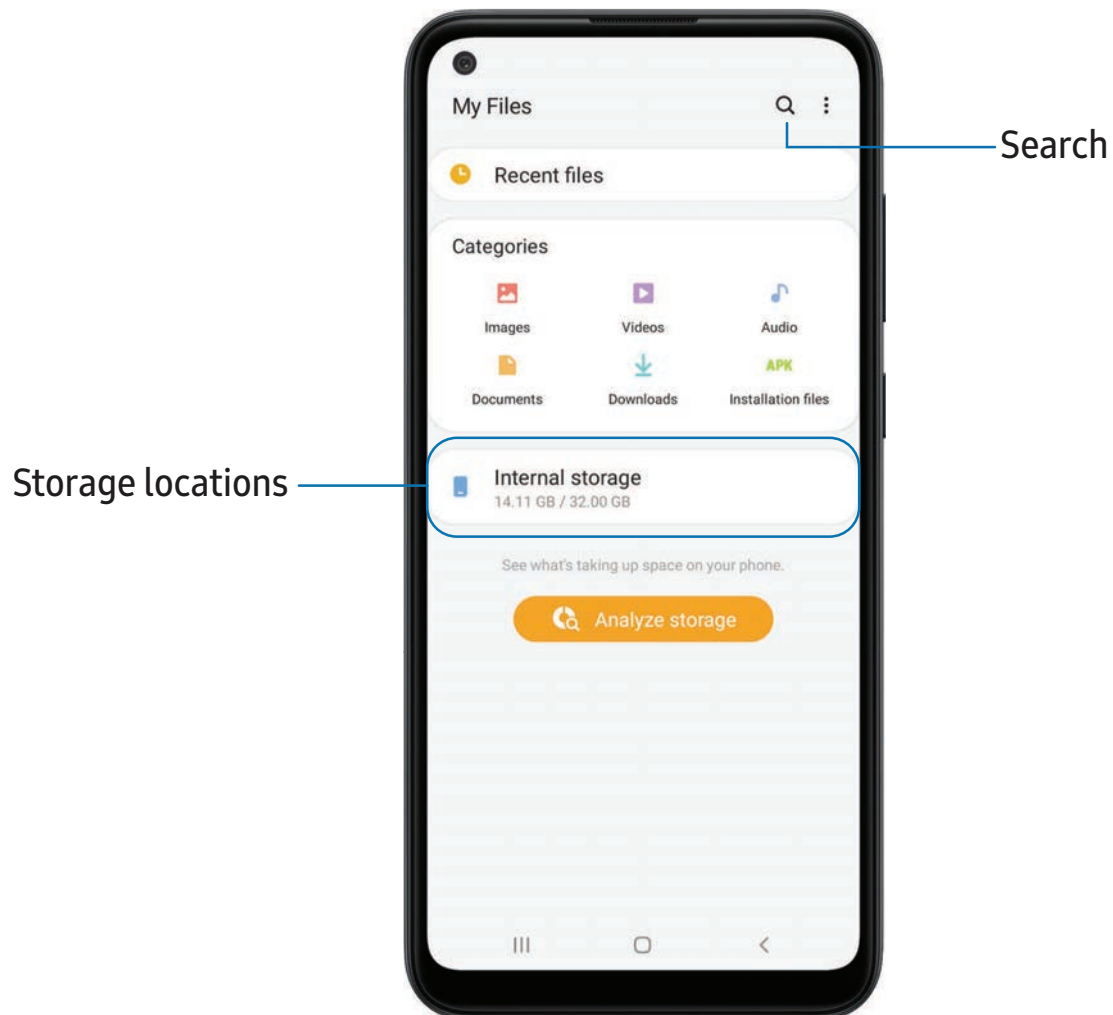 My Files
Search
Recent files
Categories
Images Videos Audio
APK
Documents Downloads Installation files
Storage locations
Internal storage
14.11 GB / 32.00 GB
See what's taking up space on your phone.
Analyze storage